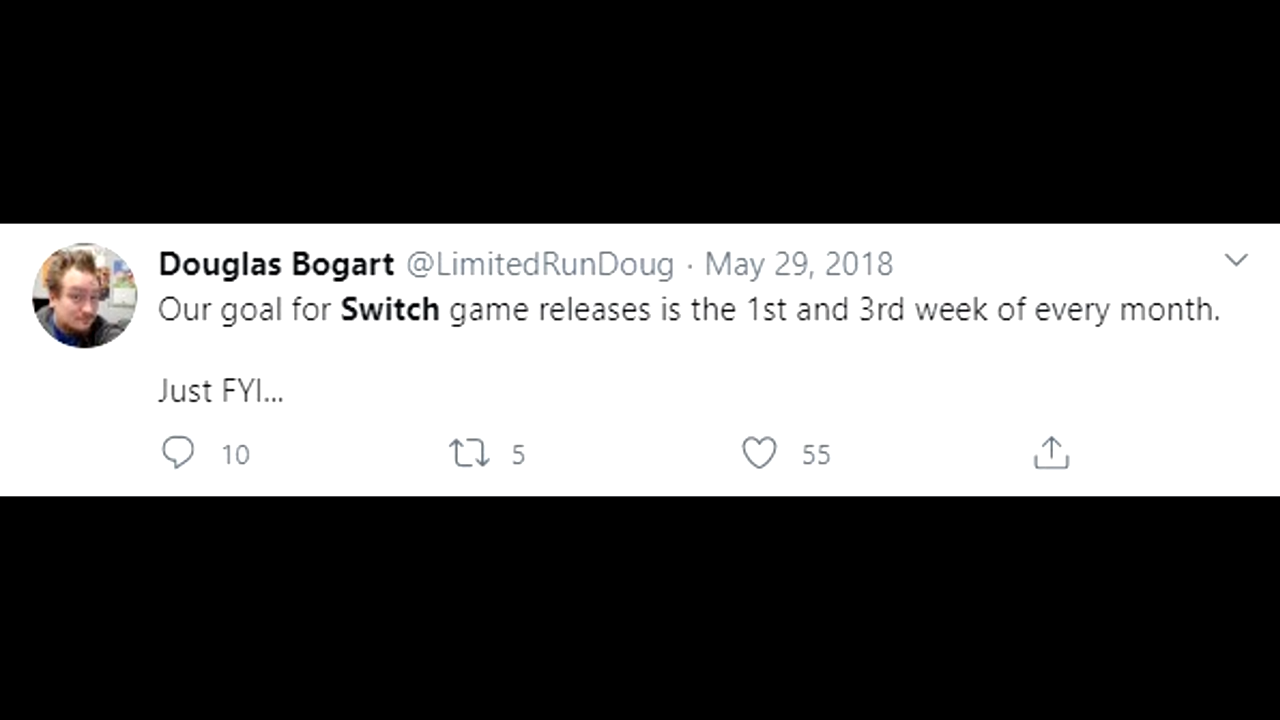 Douglas Bogart @LimitedRunDoug · May 29, 2018
Our goal for Switch game releases is the 1st and 3rd week of every month.
Just FYI...
10 5 55